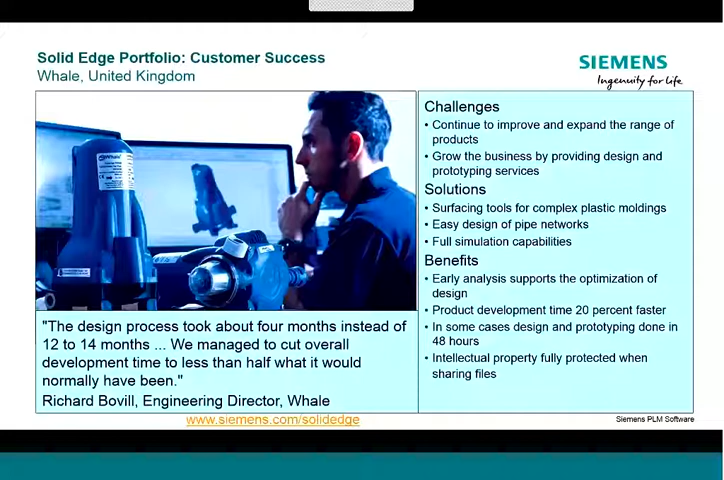 Solid Edge Portfolio: Customer Success
Whale, United Kingdom
SIEMENS
Ingenuity for life
Whale
Challenges
• Continue to improve and expand the range of
products
• Grow the business by providing design and
prototyping services
Solutions
• Surfacing tools for complex plastic moldings
• Easy design of pipe networks
• Full simulation capabilities
Benefits
• Early analysis supports the optimization of
design
• Product development time 20 percent faster
• In some cases design and prototyping done in
48 hours
• Intellectual property fully protected when
sharing files
"The design process took about four months instead of
12 to 14 months ... We managed to cut overall
development time to less than half what it would
normally have been."
Richard Bovill, Engineering Director, Whale
www.siemens.com/solidedge
Siemens PLM Software